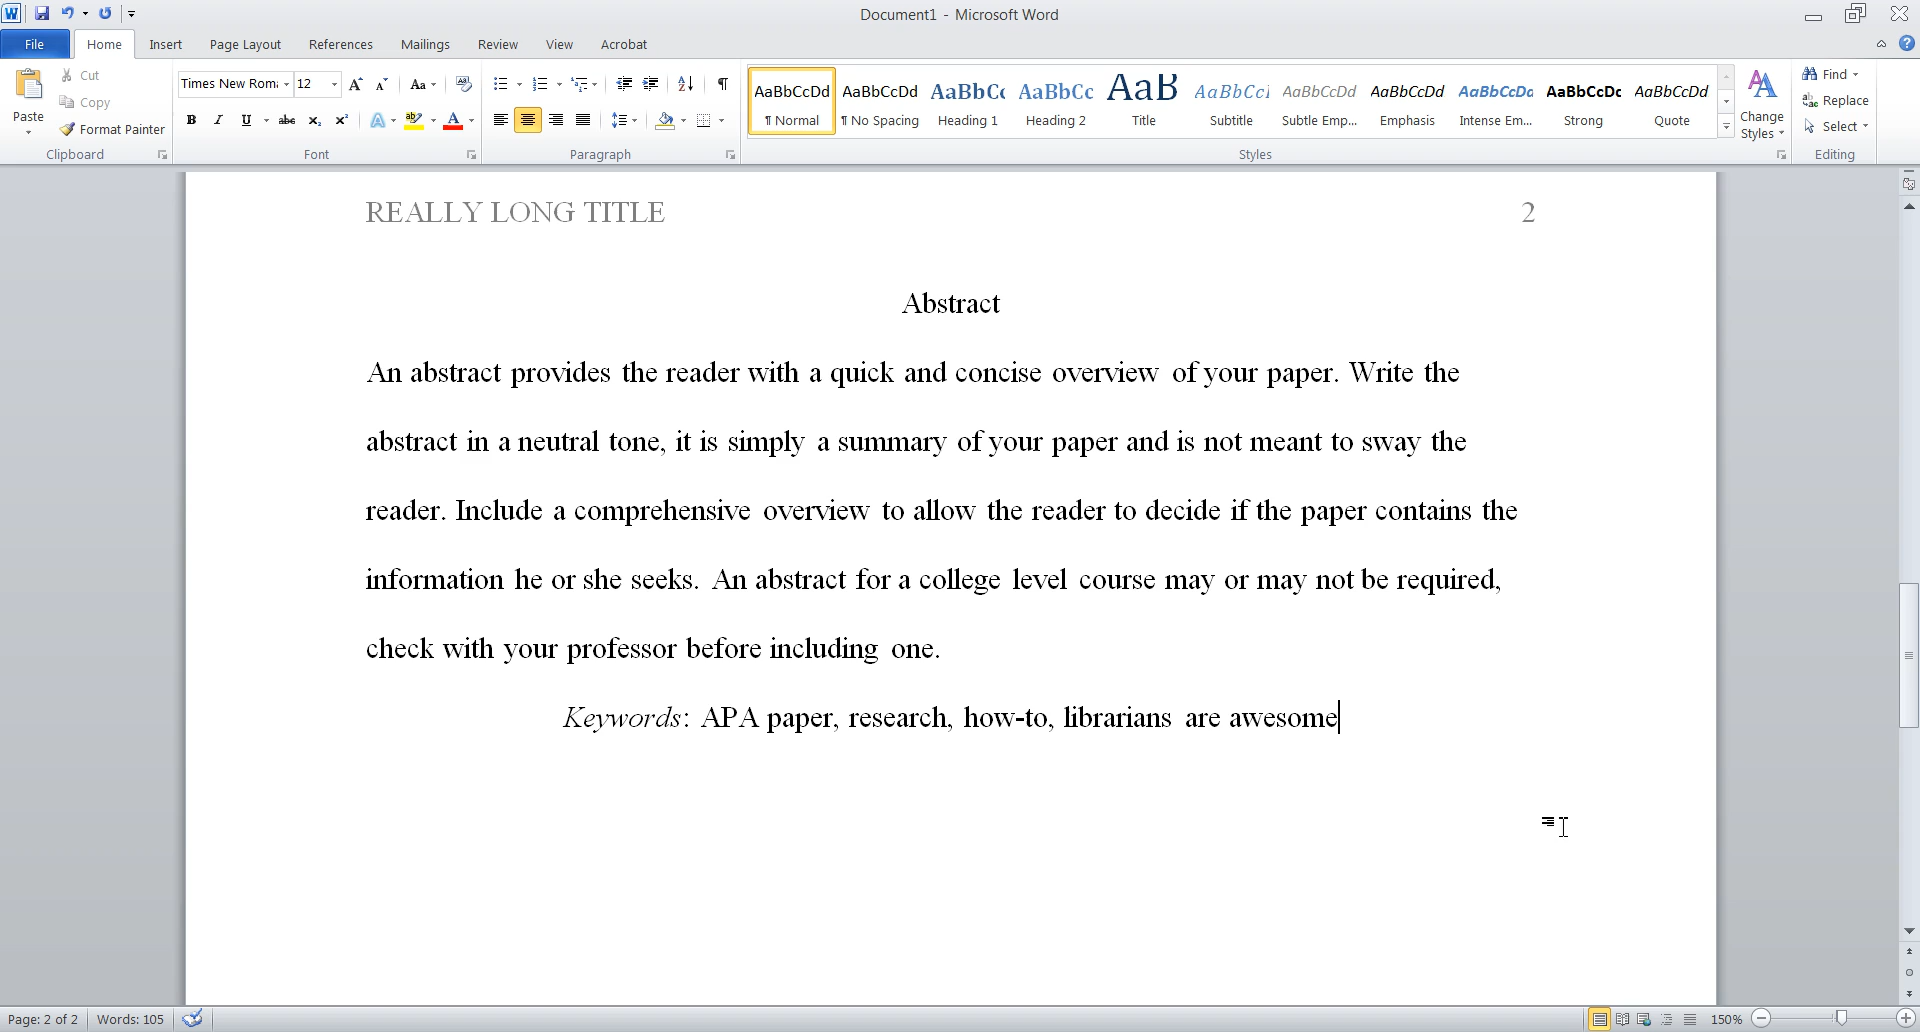 Document1 - Microsoft Word
File Home Insert Page Layout References Mailings Review View Acrobat
Paste
Cut
Copy
Format Painter
Clipboard
Times New Rom 12
Font
Paragraph
AaBbCcDd AaBbCcDd AaBbCc AaBbCc AaB AaBbCcI AaBbCcDd AaBbCcDd AaBbCcDc AaBbCcDc AaBbCcDd
¶ Normal ¶ No Spacing Heading 1 Heading 2 Title Subtitle Subtle Emp... Emphasis Intense Em... Strong Quote
Styles
Change Styles
Find
Replace
Select
Editing
REALLY LONG TITLE 2
Abstract
An abstract provides the reader with a quick and concise overview of your paper. Write the
abstract in a neutral tone, it is simply a summary of your paper and is not meant to sway the
reader. Include a comprehensive overview to allow the reader to decide if the paper contains the
information he or she seeks. An abstract for a college level course may or may not be required,
check with your professor before including one.
Keywords: APA paper, research, how-to, librarians are awesome
Page: 2 of 2 Words: 105 150%